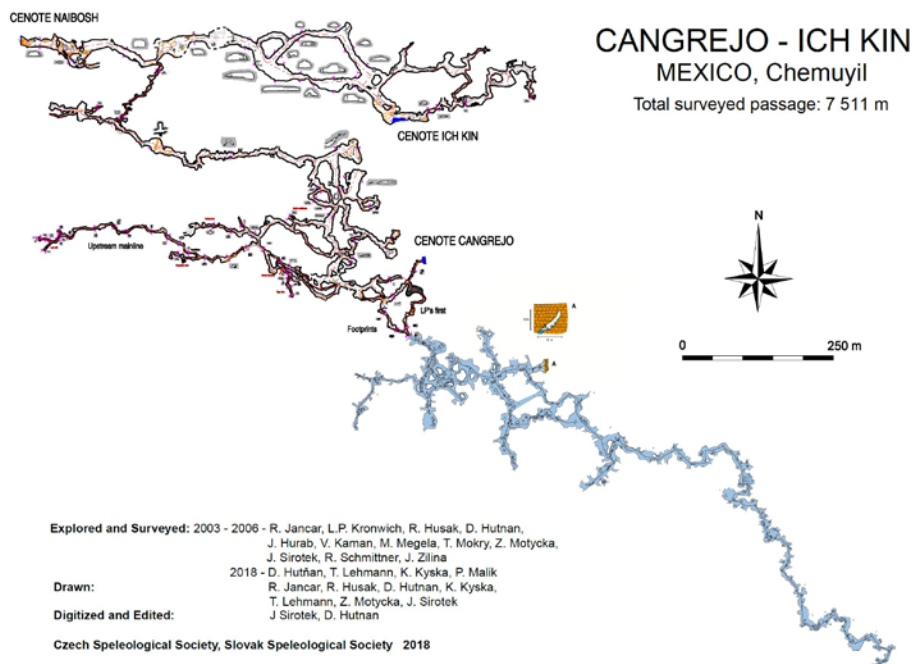 CENOTE NAIBOSH
CANGREJO - ICH KIN
MEXICO, Chemuyil
Total surveyed passage: 7 511 m
CENOTE ICH KIN
CENOTE CANGREJO
Upstream mainline
LP's first
Footprints
N
A
A
0 250 m
Explored and Surveyed: 2003 - 2006 - R. Jancar, L.P. Kronwich, R. Husak, D. Hutnan,
J. Hurab, V. Kaman, M. Megela, T. Mokry, Z. Motycka,
J. Sirotek, R. Schmittner, J. Zilina
2018 - D. Hutňan, T. Lehmann, K. Kyska, P. Malik
Drawn: R. Jancar, R. Husak, D. Hutnan, K. Kyska,
T. Lehmann, Z. Motycka, J. Sirotek
Digitized and Edited: J Sirotek, D. Hutnan
Czech Speleological Society, Slovak Speleological Society 2018